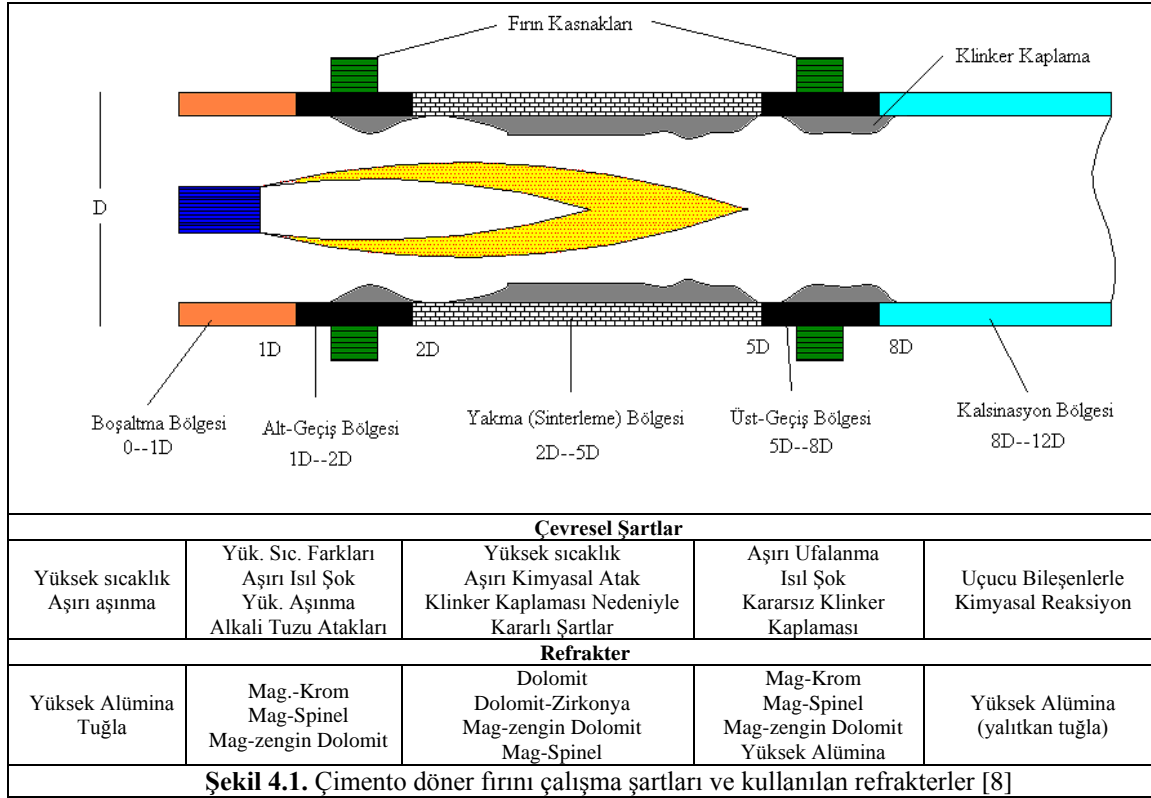 Fırın Kasnakları
Klinker Kaplama
D
1D
2D
5D
8D
Boşaltma Bölgesi
0--1D
Alt-Geçiş Bölgesi
1D--2D
Yakma (Sinterleme) Bölgesi
2D--5D
Üst-Geçiş Bölgesi
5D--8D
Kalsinasyon Bölgesi
8D--12D
Çevresel Şartlar
Yüksek sıcaklık
Aşırı aşınma
Yük. Sıc. Farkları
Aşırı Isıl Şok
Yük. Aşınma
Alkali Tuzu Atakları
Yüksek sıcaklık
Aşırı Kimyasal Atak
Klinker Kaplaması Nedeniyle
Kararlı Şartlar
Aşırı Ufalanma
Isıl Şok
Kararsız Klinker
Kaplaması
Uçucu Bileşenlerle
Kimyasal Reaksiyon
Refrakter
Yüksek Alümina
Tuğla
Mag.-Krom
Mag-Spinel
Mag-zengin Dolomit
Dolomit
Dolomit-Zirkonya
Mag-zengin Dolomit
Mag-Spinel
Mag-Krom
Mag-Spinel
Mag-zengin Dolomit
Yüksek Alümina
Yüksek Alümina
(yalıtkan tuğla)
Şekil 4.1. Çimento döner fırını çalışma şartları ve kullanılan refrakterler [8]